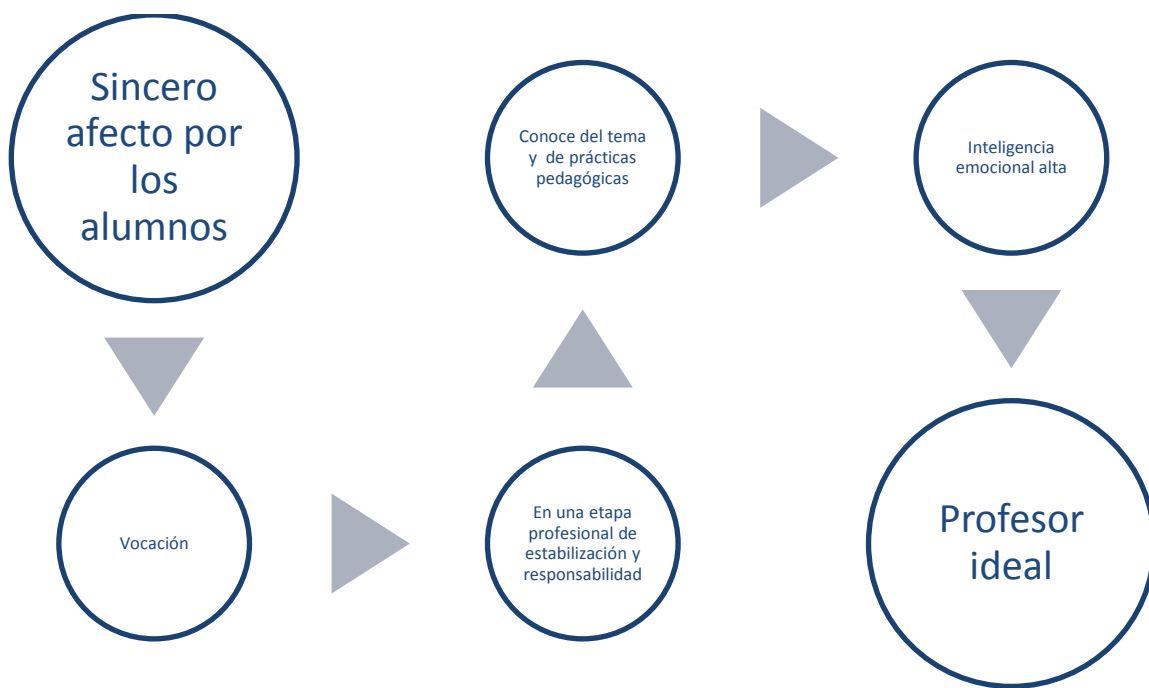 Sincero
afecto por
los
alumnos
Vocación
En una etapa
profesional de
estabilización y
responsabilidad
Conoce del tema
y de prácticas
pedagógicas
Inteligencia
emocional alta
Profesor
ideal